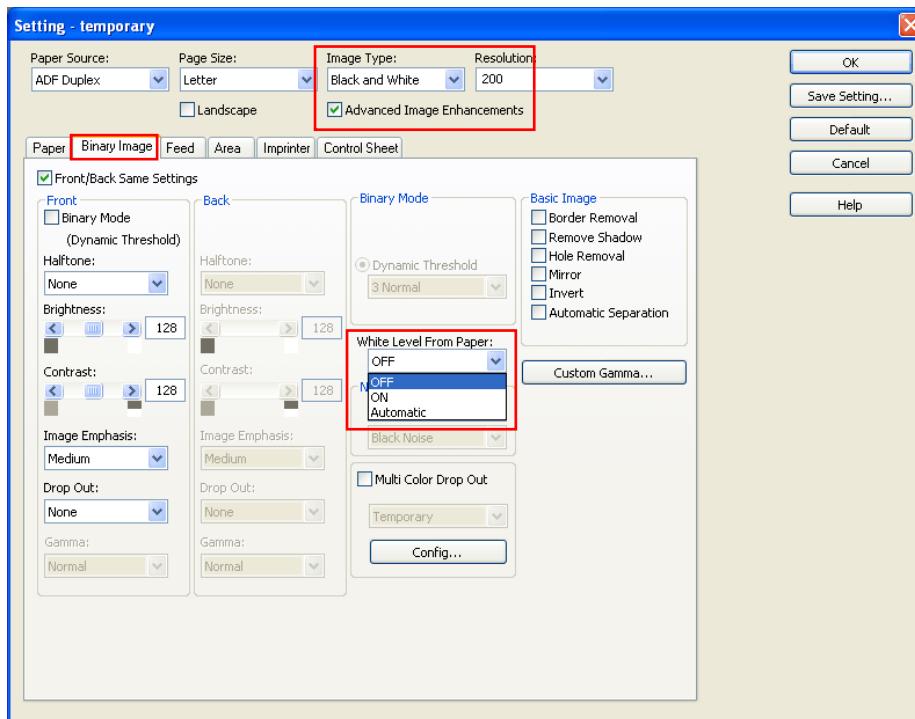 Setting - temporary
Paper Source: Page Size: Image Type: Resolution:
ADF Duplex Letter Black and White 200
Landscape Advanced Image Enhancements
OK
Save Setting...
Default
Cancel
Help
Paper Binary Image Feed Area Imprinter Control Sheet
Front/Back Same Settings
Front
Binary Mode
(Dynamic Threshold)
Halftone:
None
Brightness:
128
Contrast:
128
Image Emphasis:
Medium
Drop Out:
None
Gamma:
Normal
Back
Halftone:
None
Brightness:
128
Contrast:
128
Image Emphasis:
Medium
Drop Out:
None
Gamma:
Normal
Binary Mode
Dynamic Threshold
3 Normal
White Level From Paper:
OFF
OFF
ON
Automatic
Black Noise
Multi Color Drop Out
Temporary
Config...
Basic Image
Border Removal
Remove Shadow
Hole Removal
Mirror
Invert
Automatic Separation
Custom Gamma...